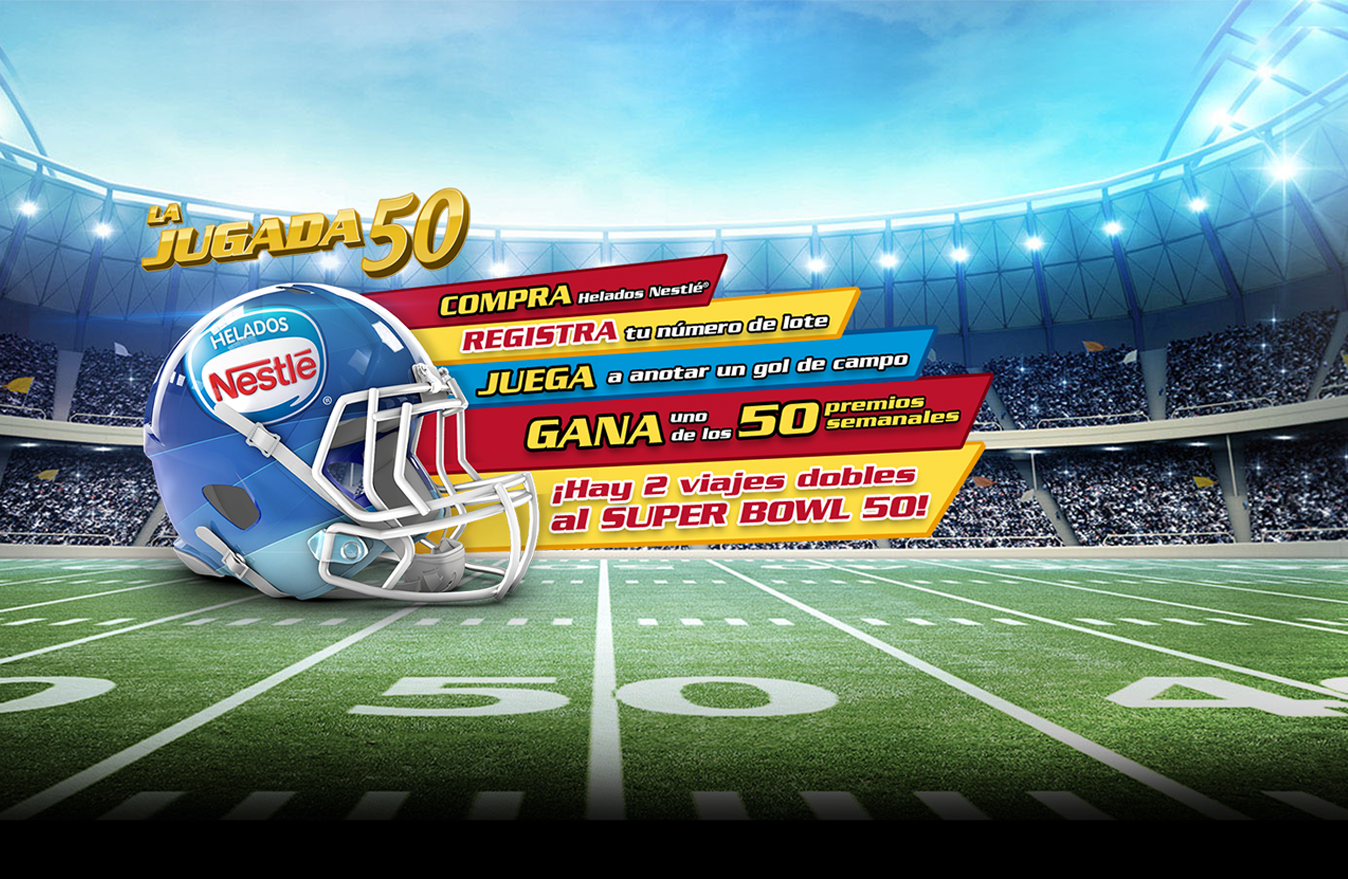 LA
JUGADA 50
COMPRA Helados Nestlé®
REGISTRA tu número de lote
JUEGA a anotar un gol de campo
GANA uno de los 50 premios semanales
¡Hay 2 viajes dobles
al SUPER BOWL 50!
HELADOS
Nestlé®
50